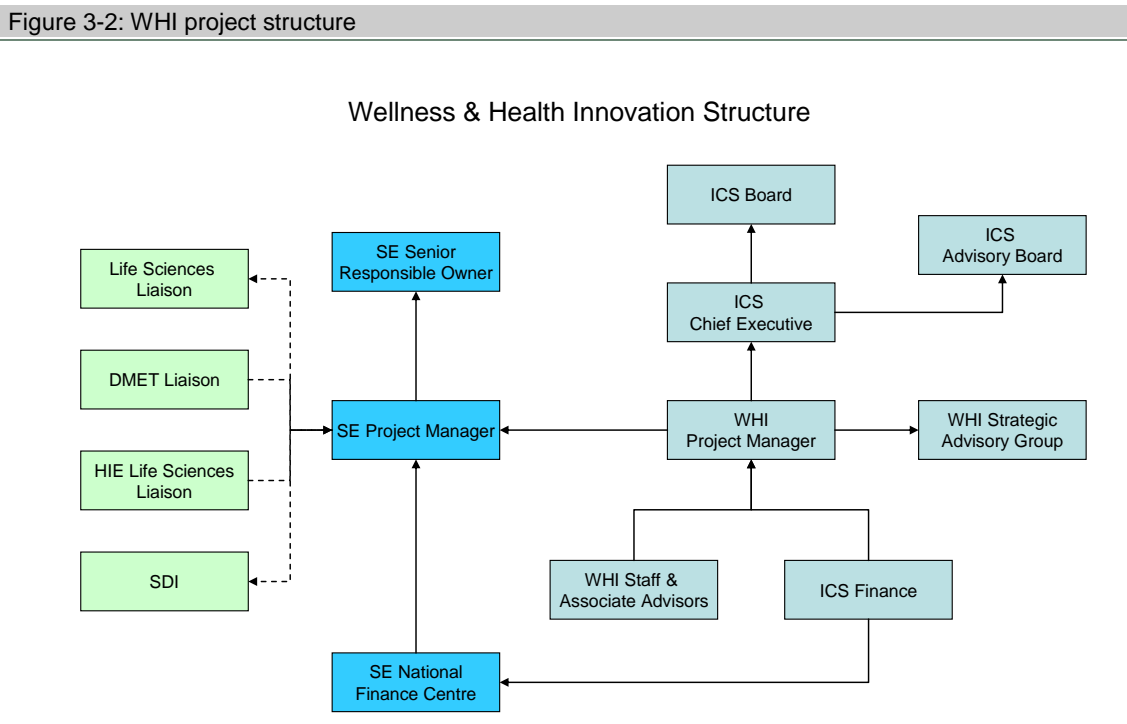 Figure 3-2: WHI project structure
Wellness & Health Innovation Structure
ICS Board
ICS
Advisory Board
SE Senior
Responsible Owner
Life Sciences
Liaison
ICS
Chief Executive
DMET Liaison
SE Project Manager
WHI
Project Manager
WHI Strategic
Advisory Group
HIE Life Sciences
Liaison
SDI
WHI Staff &
Associate Advisors
ICS Finance
SE National
Finance Centre